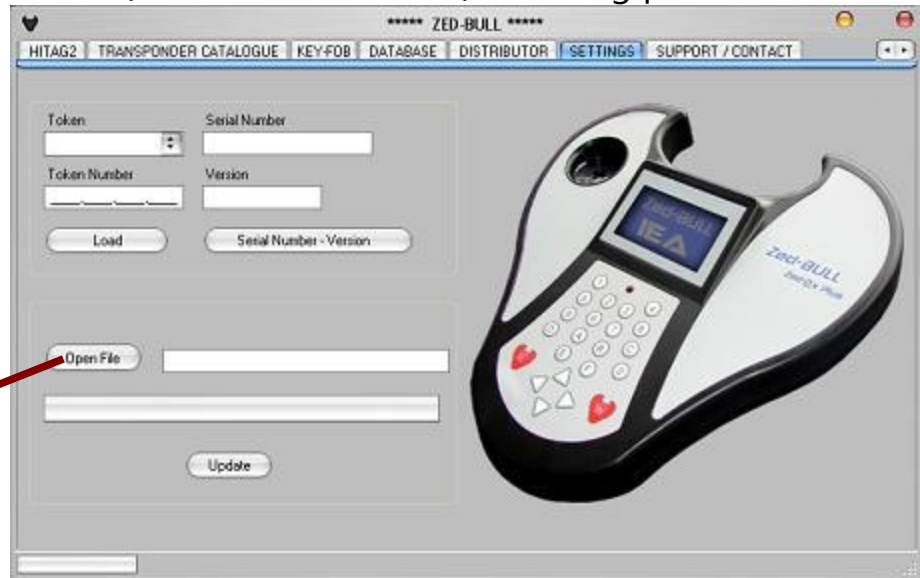 ***** ZED-BULL *****
HITAG2 TRANSPONDER CATALOGUE KEY-FOB DATABASE DISTRIBUTOR SETTINGS SUPPORT / CONTACT
Token Serial Number
Token Number Version
Load Serial Number - Version
Open File
Update
Zed-BULL
IEA
Zed-BULL